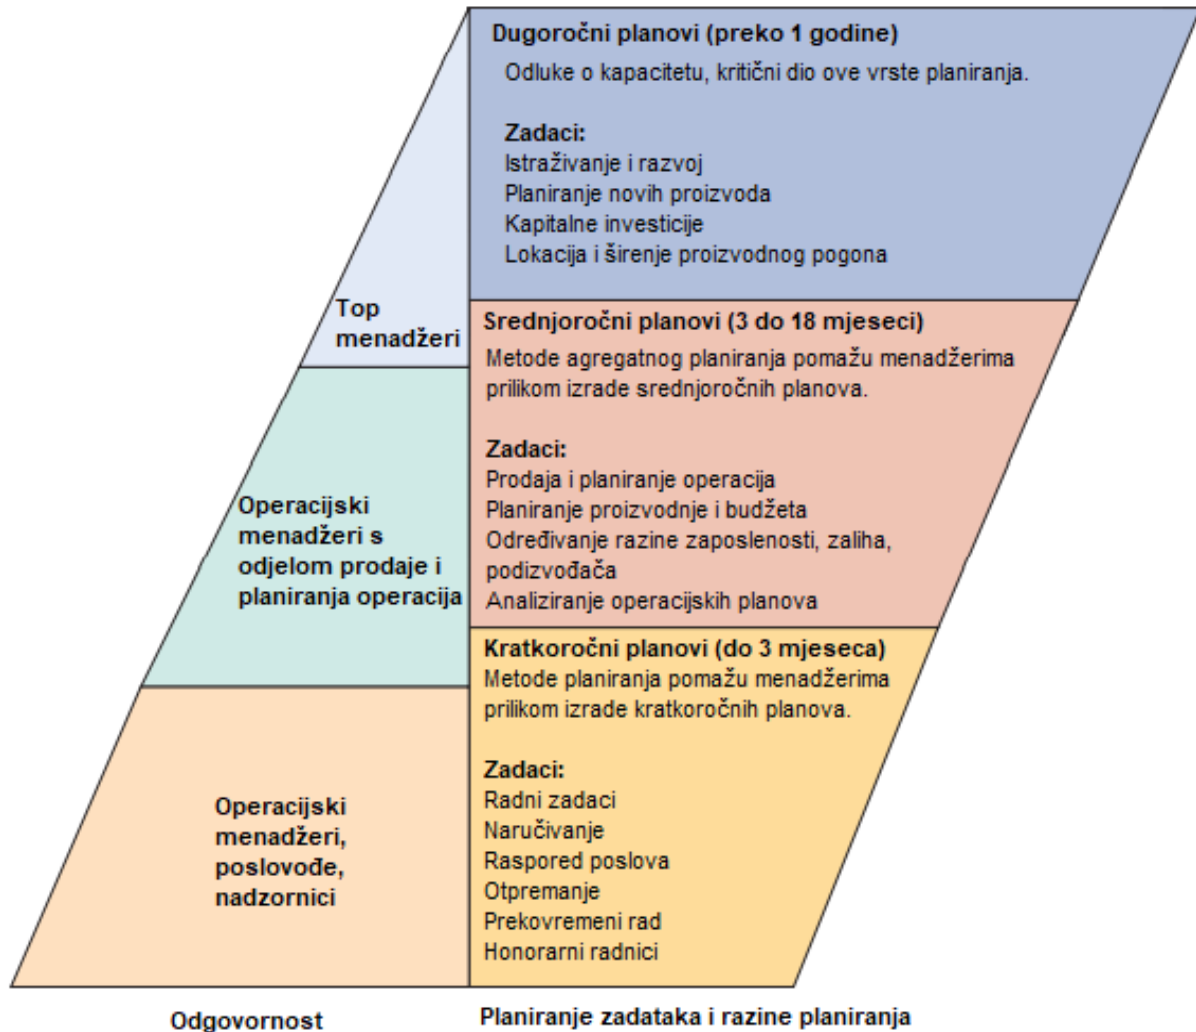 Dugoročni planovi (preko 1 godine)
Odluke o kapacitetu, kritični dio ove vrste planiranja.
Zadaci:
Istraživanje i razvoj
Planiranje novih proizvoda
Kapitalne investicije
Lokacija i širenje proizvodnog pogona
Top
menadžeri
Srednjoročni planovi (3 do 18 mjeseci)
Metode agregatnog planiranja pomažu menadžerima
prilikom izrade srednjoročnih planova.
Zadaci:
Prodaja i planiranje operacija
Planiranje proizvodnje i budžeta
Određivanje razine zaposlenosti, zaliha,
podizvođača
Analiziranje operacijskih planova
Operacijski
menadžeri s
odjelom prodaje i
planiranja operacija
Kratkoročni planovi (do 3 mjeseca)
Metode planiranja pomažu menadžerima
prilikom izrade kratkoročnih planova.
Zadaci:
Radni zadaci
Naručivanje
Raspored poslova
Otpremanje
Prekovremeni rad
Honorarni radnici
Operacijski
menadžeri,
poslovođe,
nadzornici
Odgovornost
Planiranje zadataka i razine planiranja